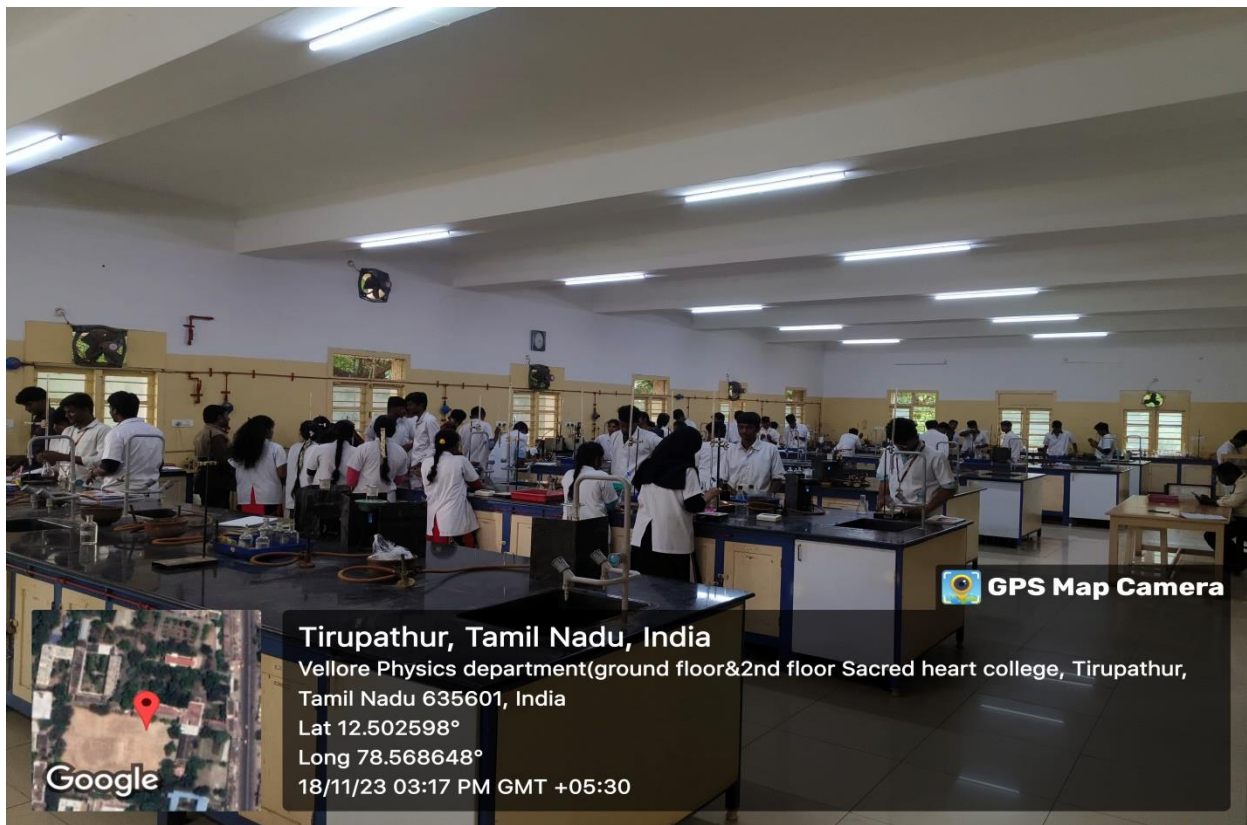 GPS Map Camera
Tirupathur, Tamil Nadu, India
Vellore Physics department(ground floor&2nd floor Sacred heart college, Tirupathur,
Tamil Nadu 635601, India
Lat 12.502598°
Long 78.568648°
18/11/23 03:17 PM GMT +05:30
Google